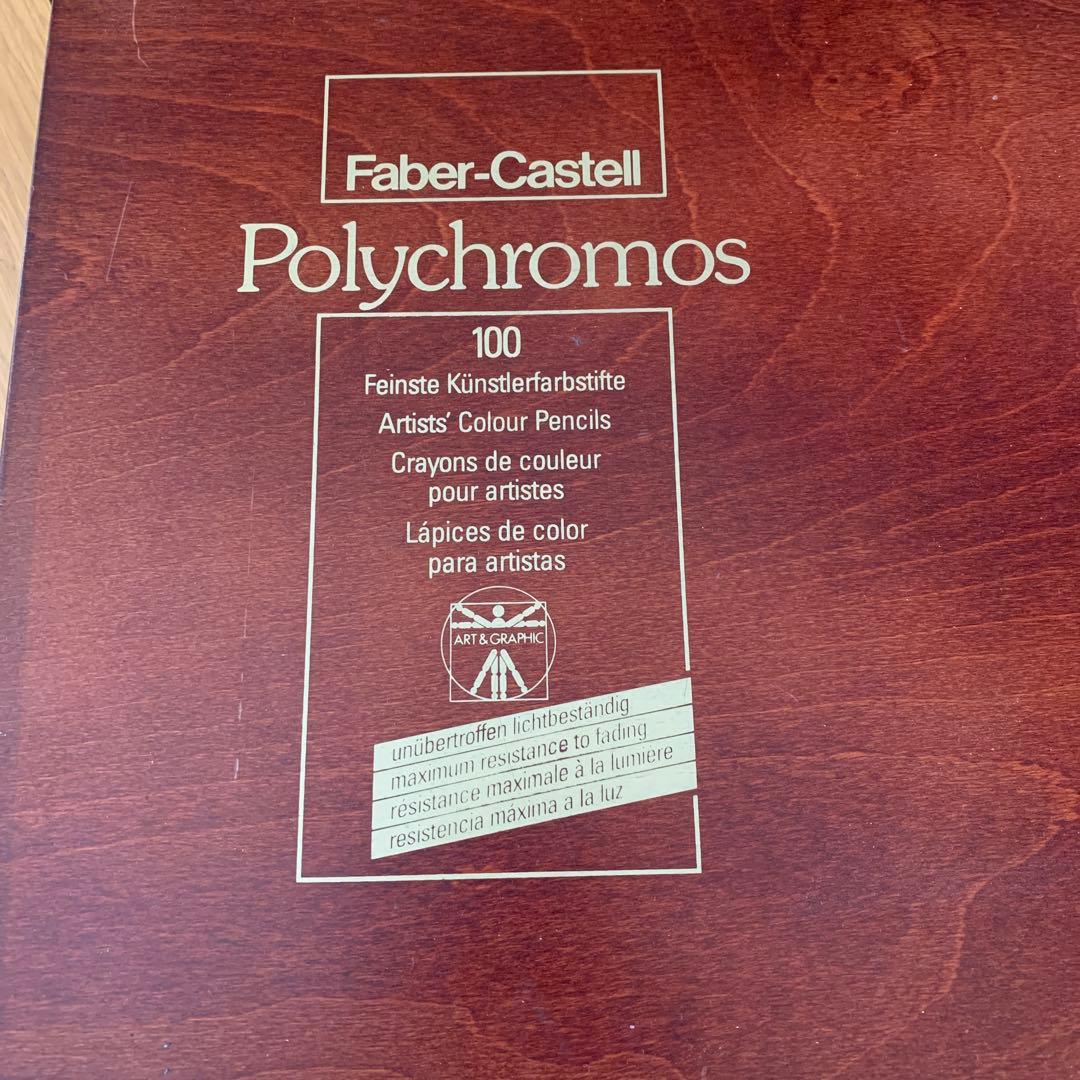 Faber-Castell
Polychromos
100
Feinste Künstlerfarbstifte
Artists' Colour Pencils
Crayons de couleur
pour artistes
Lápices de color
para artistas
ART & GRAPHIC
unübertroffen lichtbeständig
maximum resistance to fading
résistance maximale à la lumière
resistencia máxima a la luz